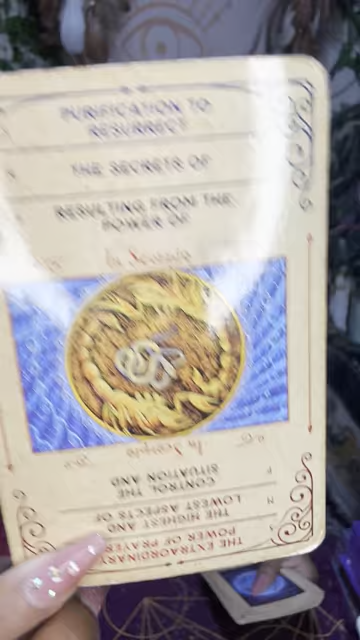 PURIFICATION TO
RESURRECT
THE SECRETS OF
RESULTING FROM THE
POWER OF
In Scorpio
In Scorpio
CONTROL THE
SITUATION AND
THE HIGHEST AND
LOWEST ASPECTS OF
THE EXTRAORDINARY
POWER OF PRAYER